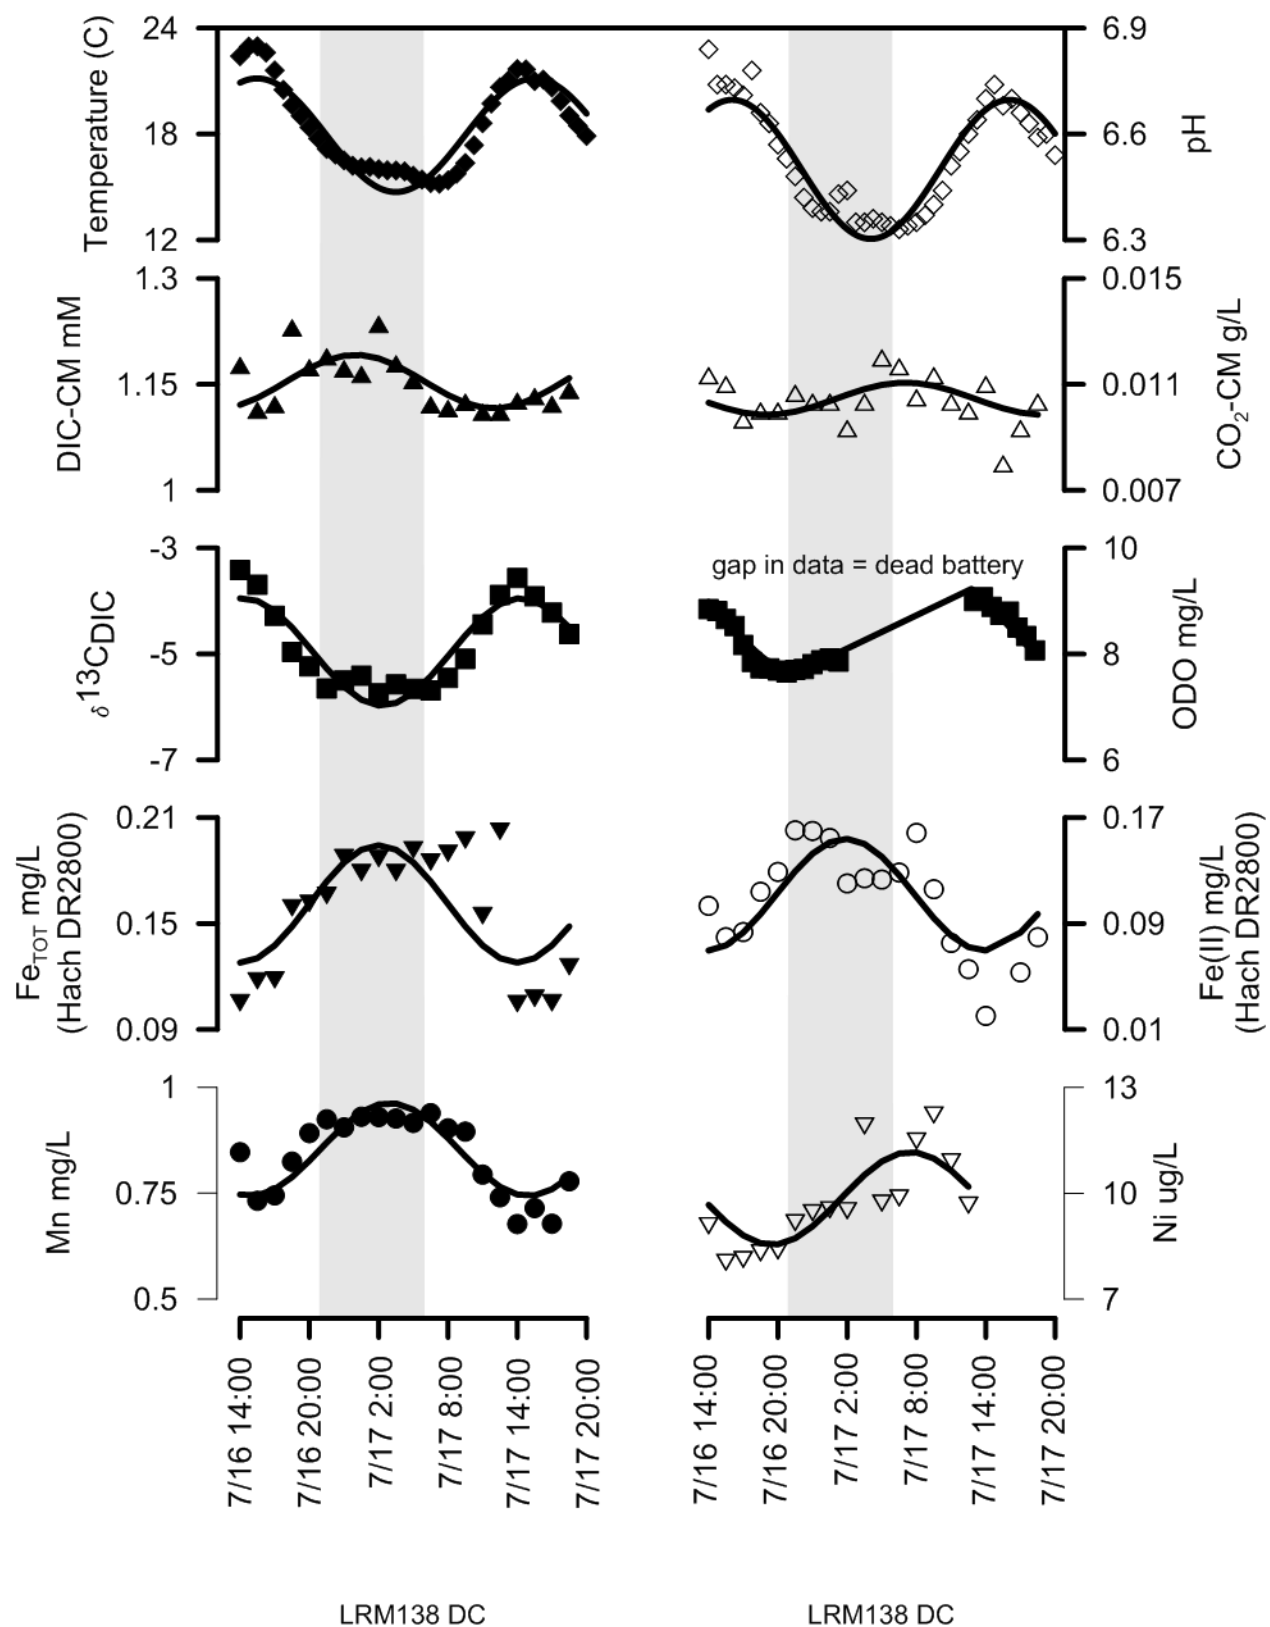 24
18
12
Temperature (C)
6.9
6.6
6.3
pH
1.3
1.15
1
DIC-CM mM
0.015
0.011
0.007
CO2-CM g/L
-3
-5
-7
δ13CDIC
gap in data = dead battery
10
8
6
ODO mg/L
0.21
0.15
0.09
FeTOT mg/L
(Hach DR2800)
0.17
0.09
0.01
Fe(II) mg/L
(Hach DR2800)
1
0.75
0.5
Mn mg/L
13
10
7
Ni ug/L
7/16 14:00
7/16 20:00
7/17 2:00
7/17 8:00
7/17 14:00
7/17 20:00
7/16 14:00
7/16 20:00
7/17 2:00
7/17 8:00
7/17 14:00
7/17 20:00
LRM138 DC
LRM138 DC